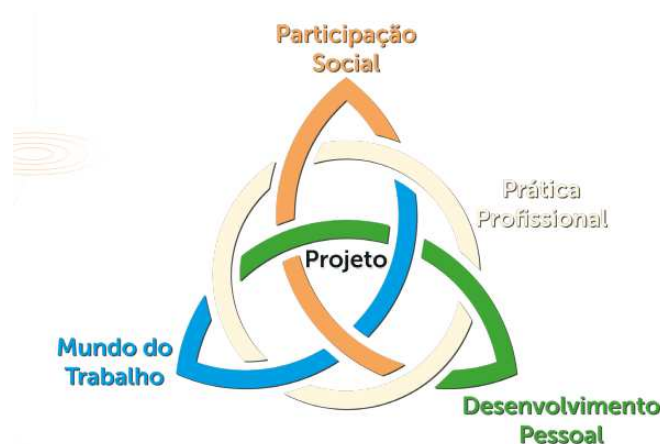 Participação
Social
Prática
Profissional
Projeto
Mundo do
Trabalho
Desenvolvimento
Pessoal